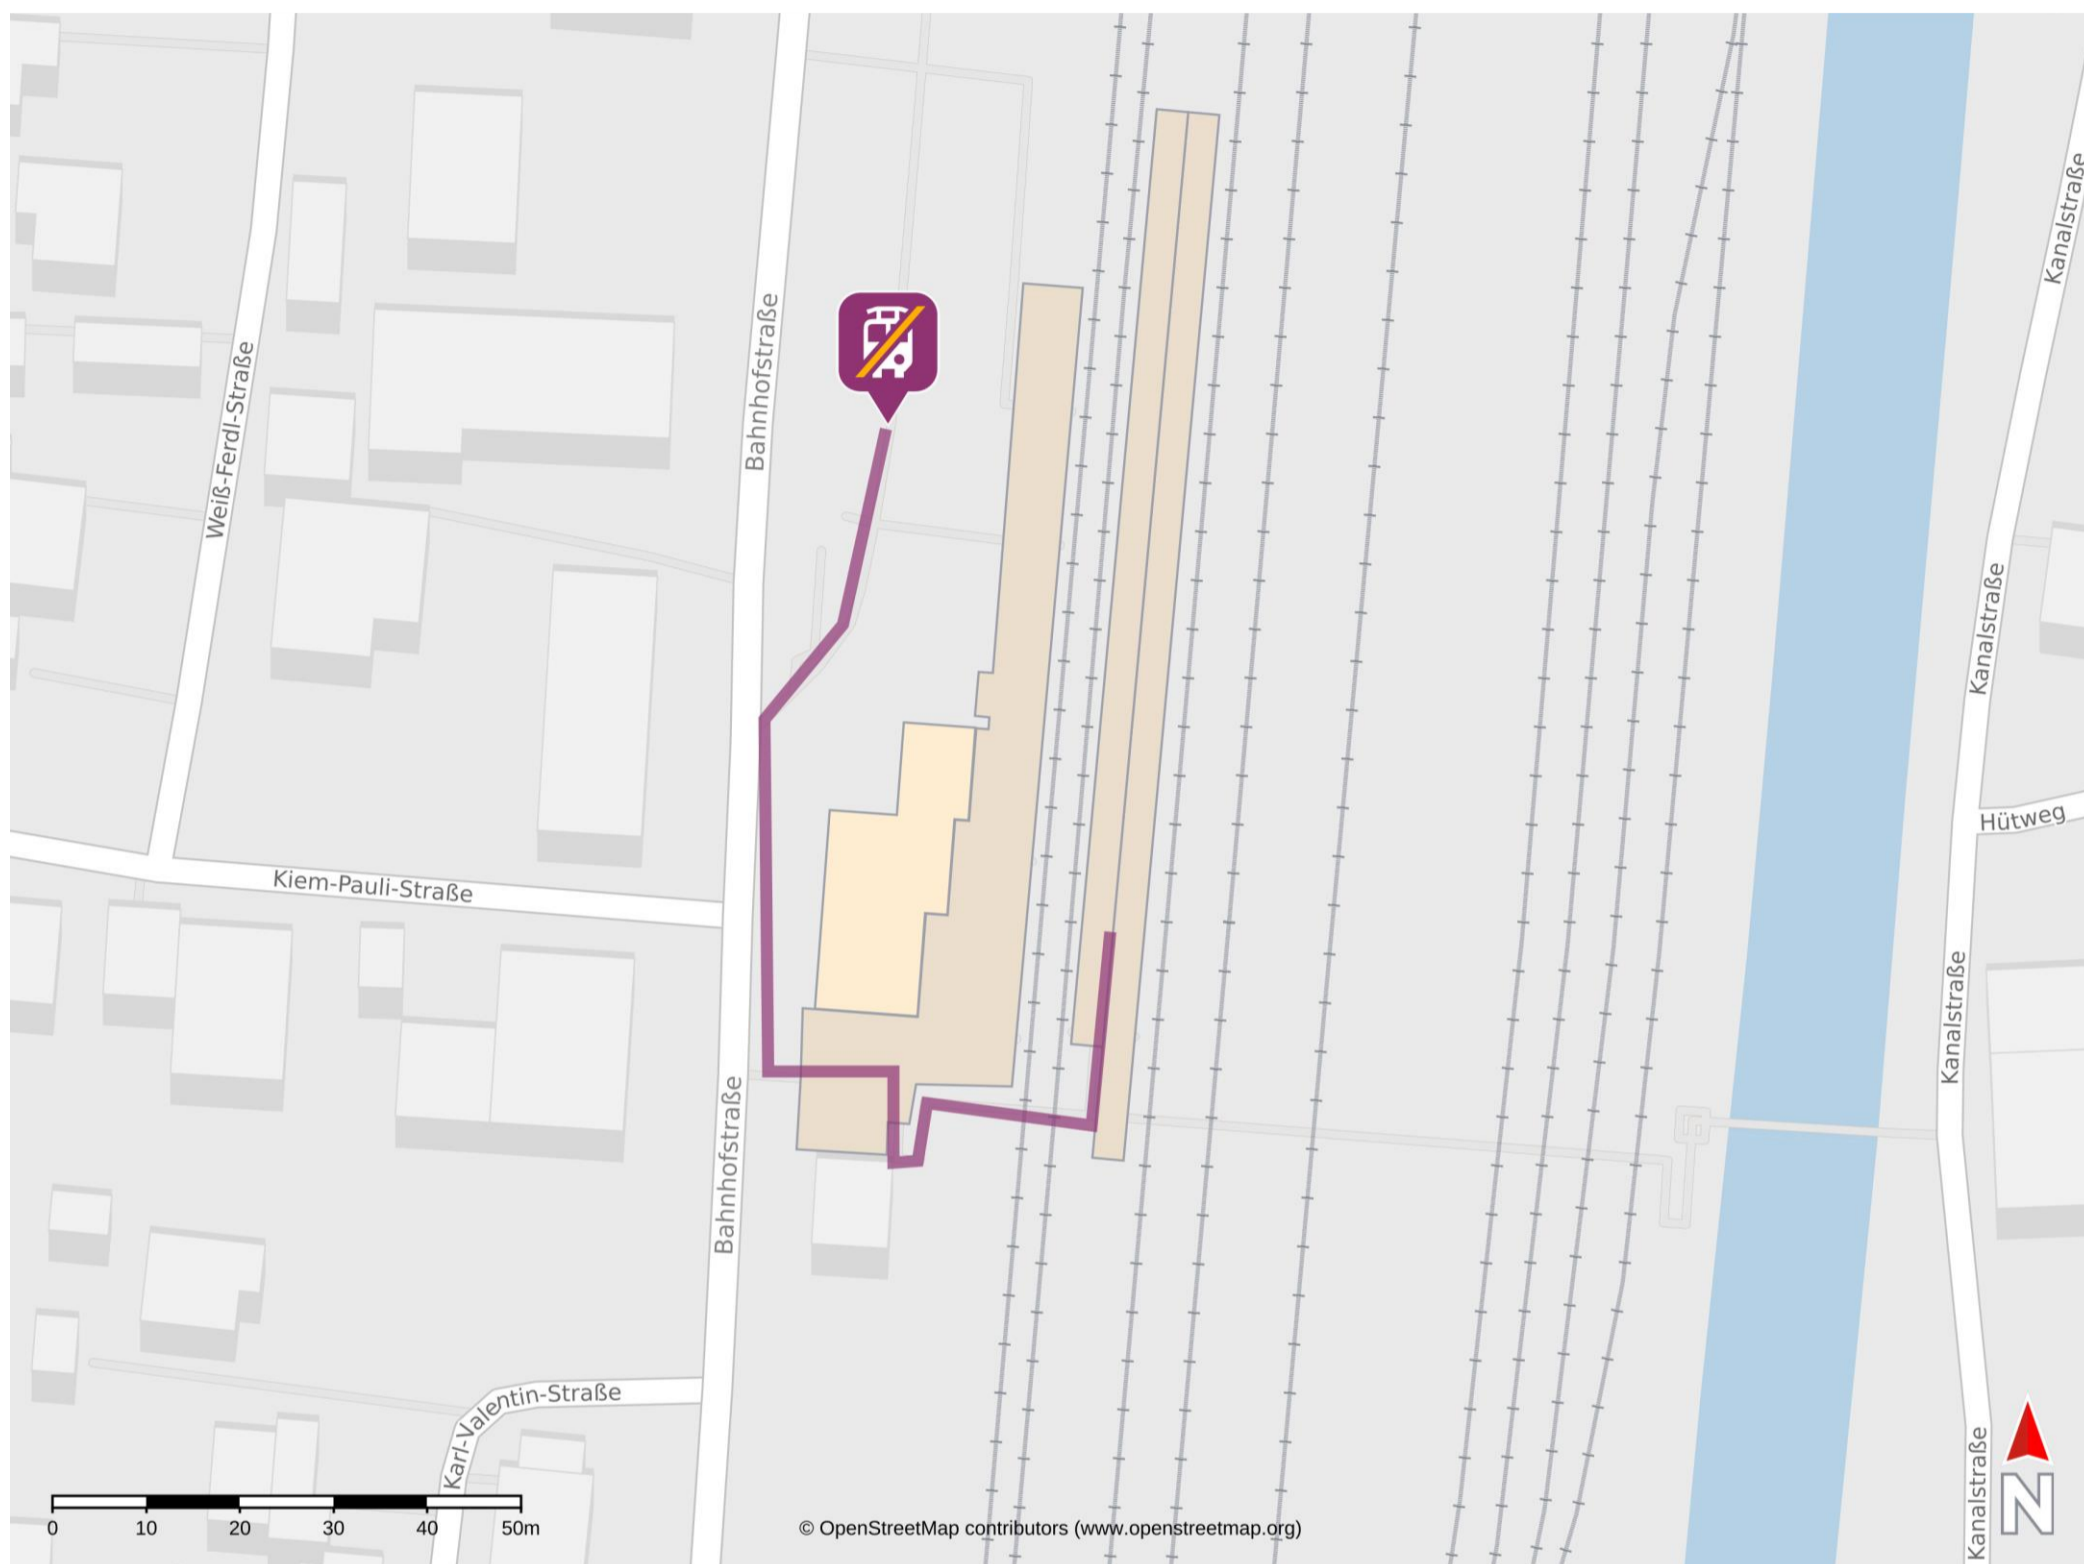 Kanalstraße
Bahnhofstraße
Weiß-Ferdl-Straße
Kanalstraße
Hütweg
Kiem-Pauli-Straße
Kanalstraße
Bahnhofstraße
Karl-Valentin-Straße
Kanalstraße
0 10 20 30 40 50m
© OpenStreetMap contributors (www.openstreetmap.org)
N